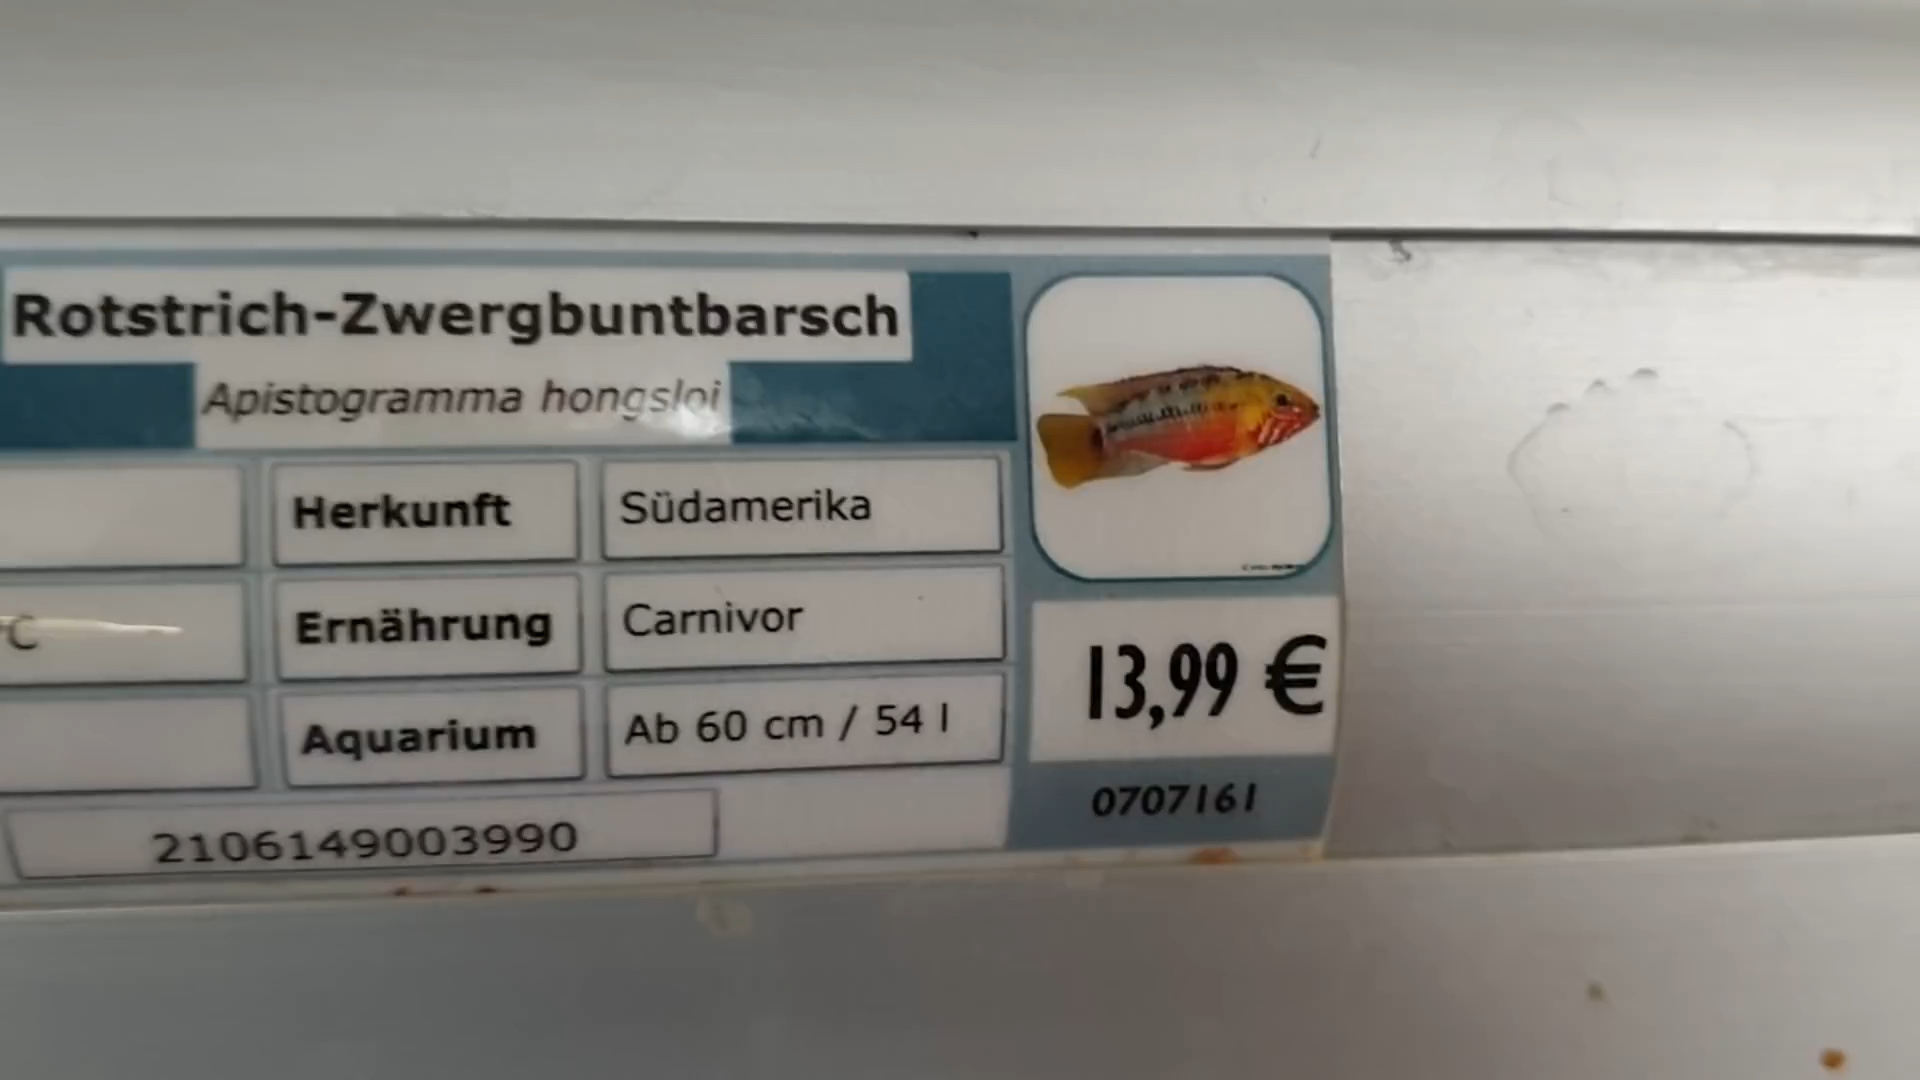 Rotstrich-Zwergbuntbarsch
Apistogramma hongsloi
Herkunft Südamerika
°C Ernährung Carnivor
Aquarium Ab 60 cm / 54 l
13,99 €
0707161
2106149003990